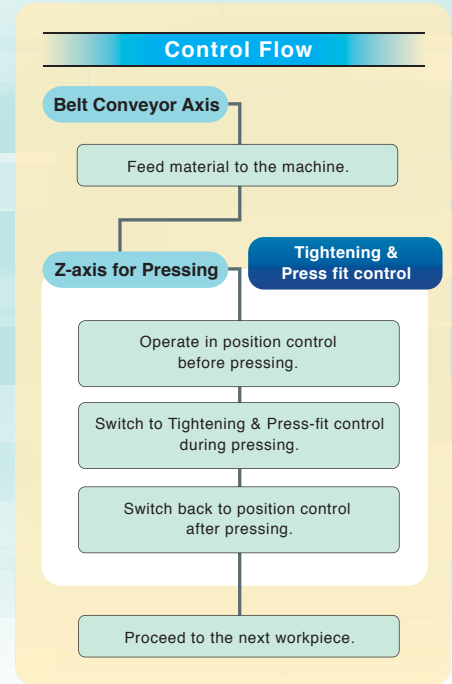 Control Flow
Belt Conveyor Axis
Feed material to the machine.
Z-axis for Pressing
Tightening &
Press fit control
Operate in position control
before pressing.
Switch to Tightening & Press-fit control
during pressing.
Switch back to position control
after pressing.
Proceed to the next workpiece.